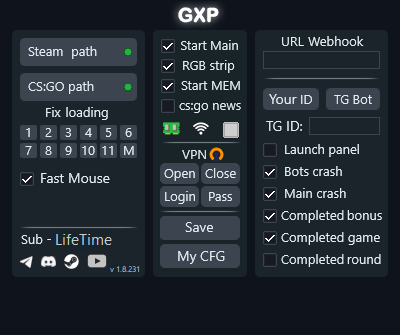 GXP
Steam path
CS:GO path
Fix loading
1 2 3 4 5 6
7 8 9 10 11 M
Fast Mouse
Sub - LifeTime
v 1.8.231
Start Main
RGB strip
Start MEM
cs:go news
VPN
Open Close
Login Pass
Save
My CFG
URL Webhook
Your ID TG Bot
TG ID:
Launch panel
Bots crash
Main crash
Completed bonus
Completed game
Completed round